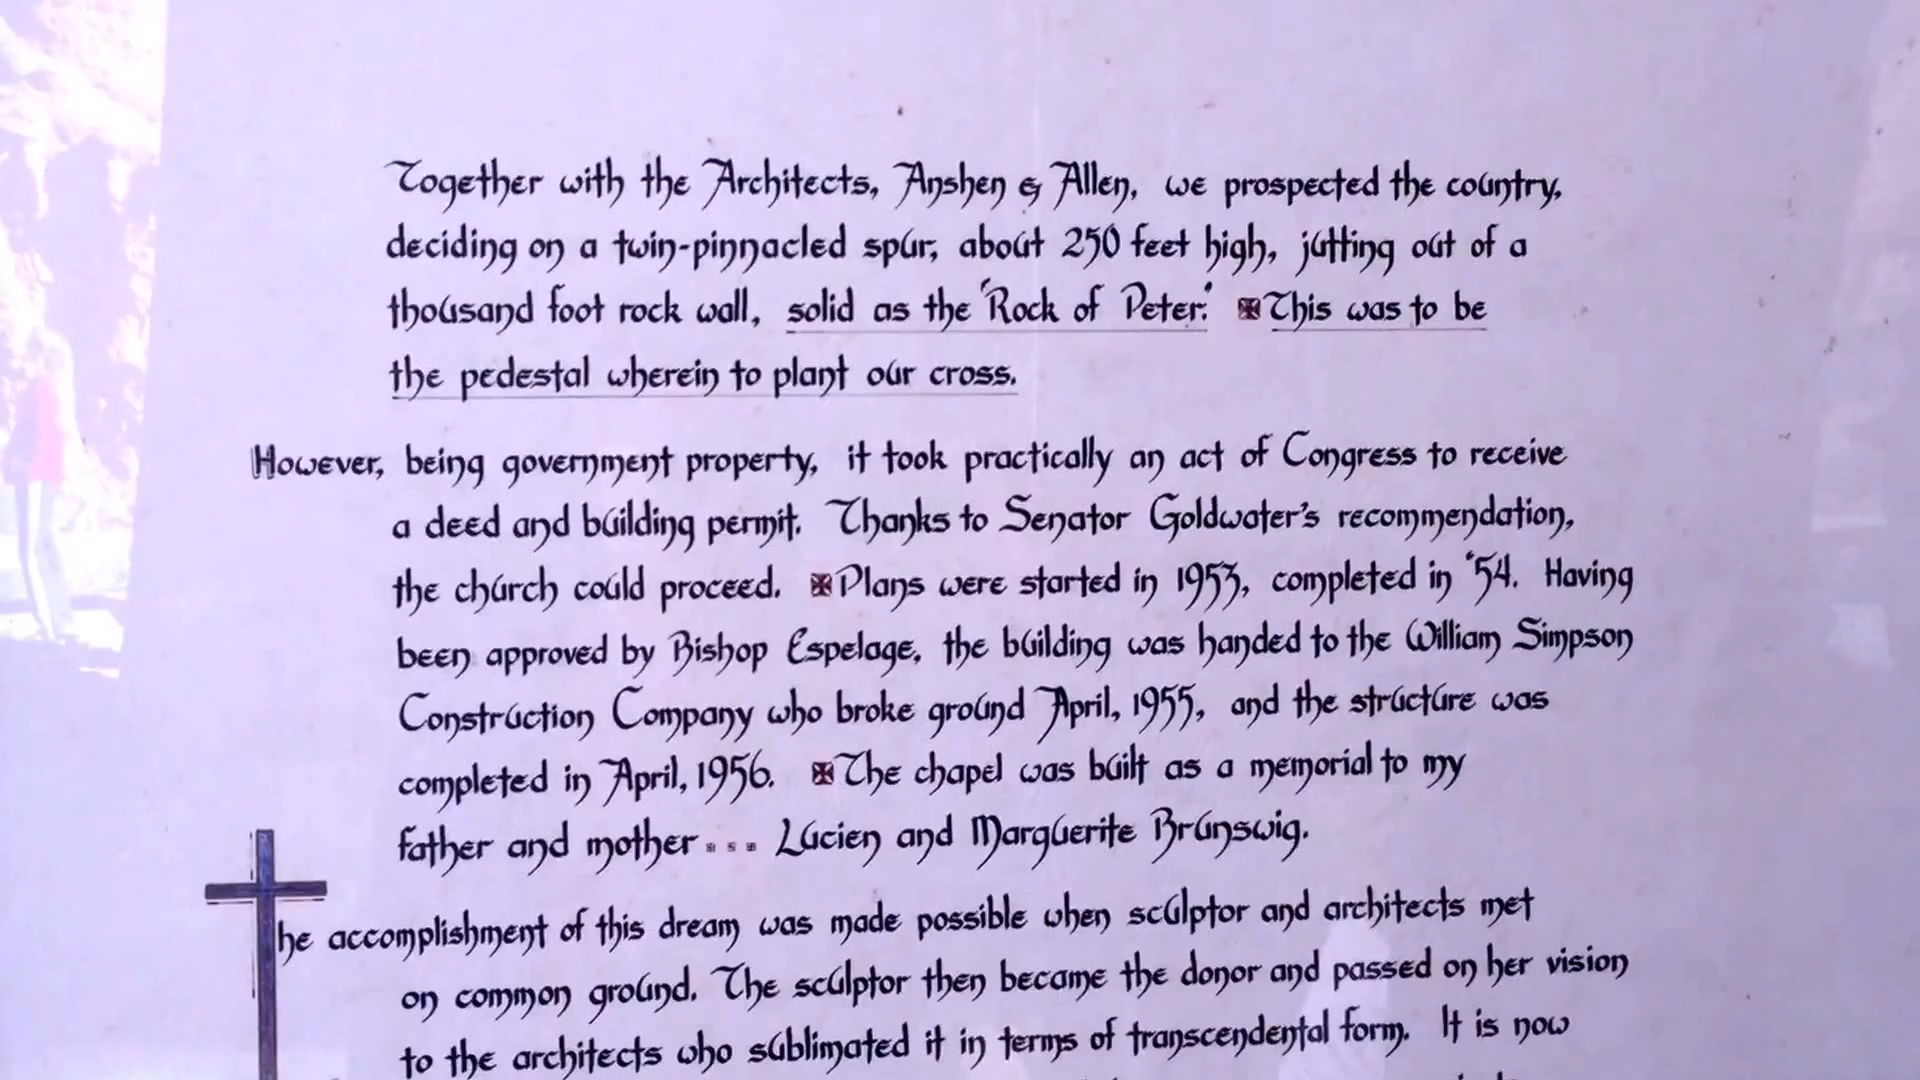 Together with the Architects, Anshen & Allen, we prospected the country,
deciding on a twin-pinnacled spur, about 250 feet high, jutting out of a
thousand foot rock wall, solid as the 'Rock of Peter.' ✠ This was to be
the pedestal wherein to plant our cross.
However, being government property, it took practically an act of Congress to receive
a deed and building permit. Thanks to Senator Goldwater's recommendation,
the church could proceed. ✠ Plans were started in 1953, completed in '54. Having
been approved by Bishop Espelage, the building was handed to the William Simpson
Construction Company who broke ground April, 1955, and the structure was
completed in April, 1956. ✠ The chapel was built as a memorial to my
father and mother... Lucien and Marguerite Brunswig.
The accomplishment of this dream was made possible when sculptor and architects met
on common ground. The sculptor then became the donor and passed on her vision
to the architects who sublimated it in terms of transcendental form. It is now